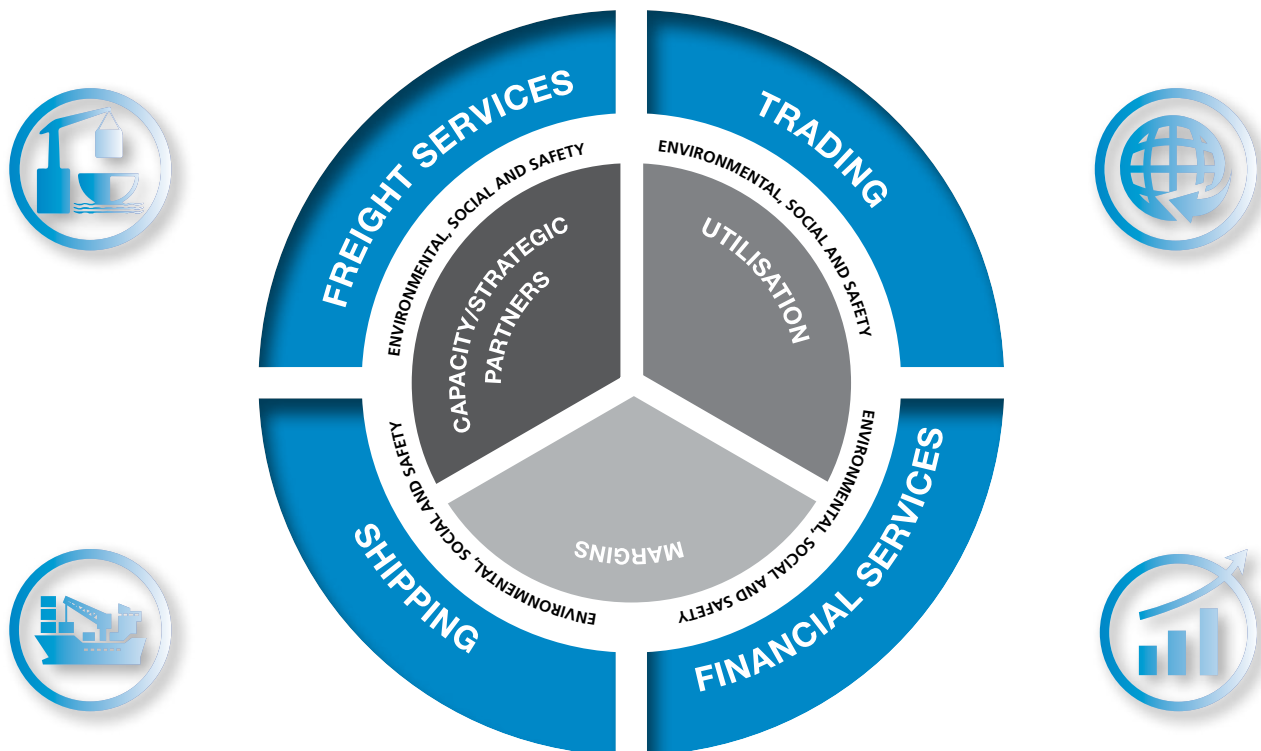 FREIGHT SERVICES
TRADING
ENVIRONMENTAL, SOCIAL AND SAFETY
ENVIRONMENTAL, SOCIAL AND SAFETY
CAPACITY/STRATEGIC
PARTNERS
UTILISATION
MARGINS
ENVIRONMENTAL, SOCIAL AND SAFETY
ENVIRONMENTAL, SOCIAL AND SAFETY
SHIPPING
FINANCIAL SERVICES